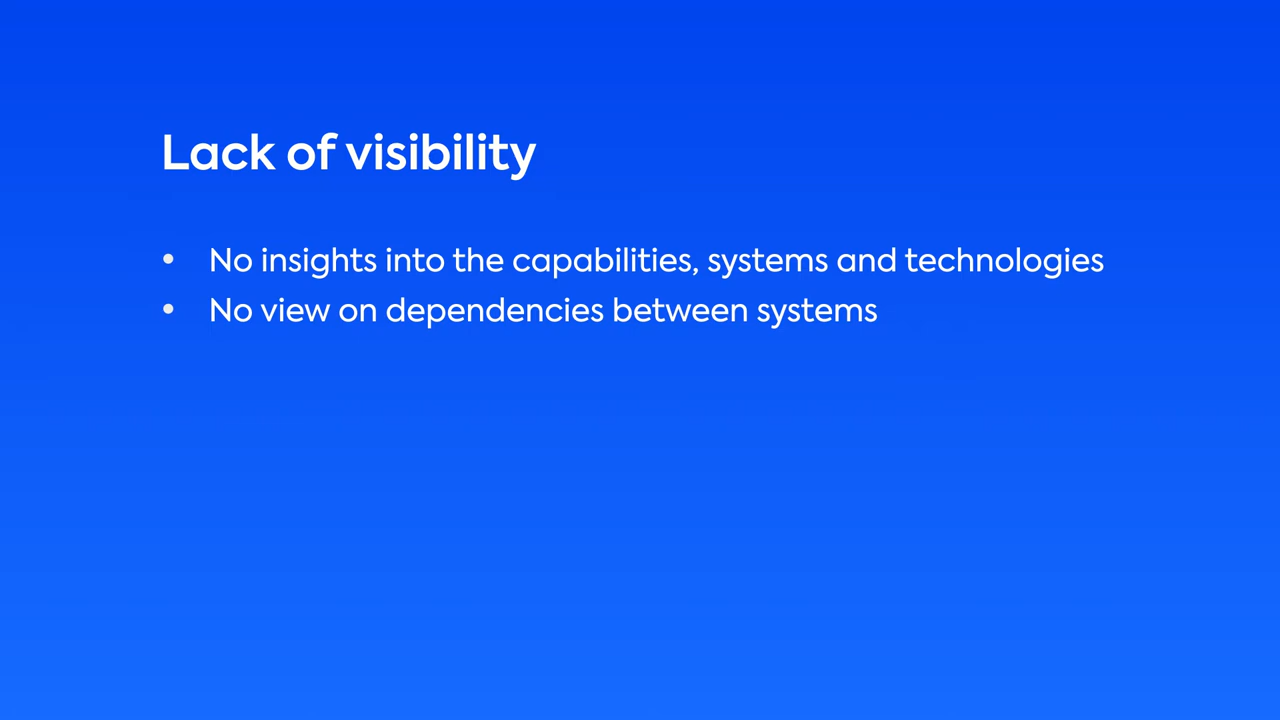 Lack of visibility
• No insights into the capabilities, systems and technologies
• No view on dependencies between systems